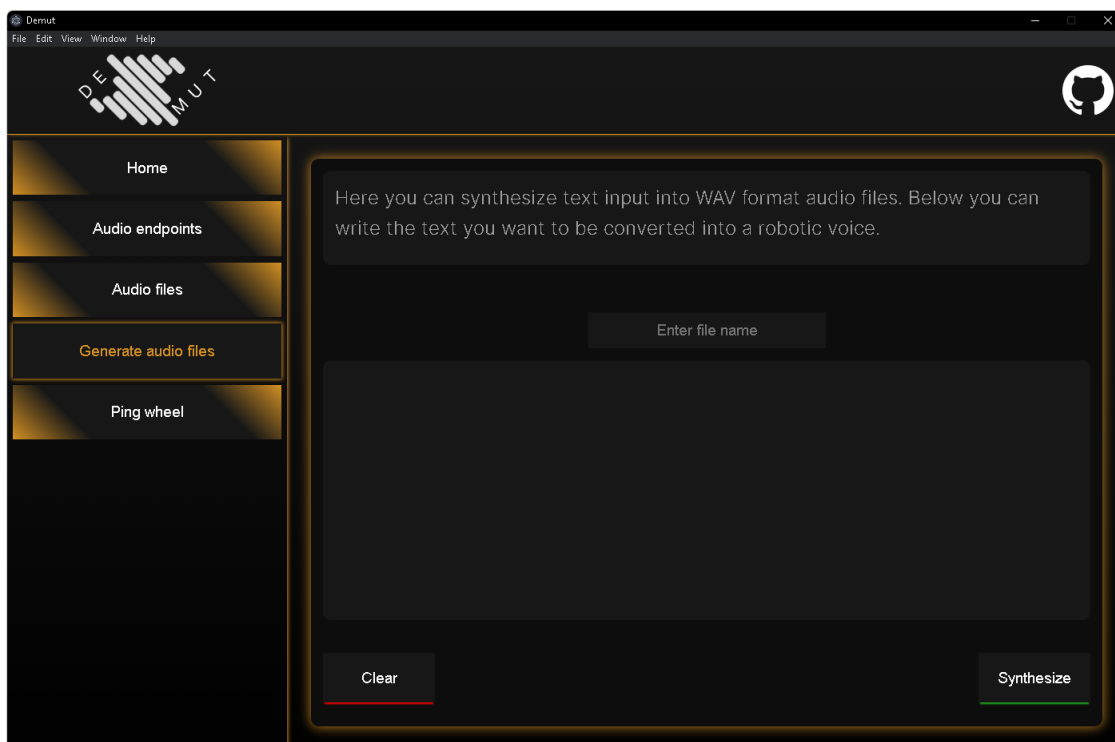 Demut
File Edit View Window Help
DE
MUT
Home
Audio endpoints
Audio files
Generate audio files
Ping wheel
Here you can synthesize text input into WAV format audio files. Below you can
write the text you want to be converted into a robotic voice.
Enter file name
Clear
Synthesize